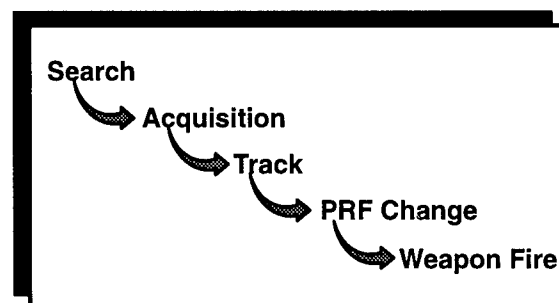 Search
Acquisition
Track
PRF Change
Weapon Fire